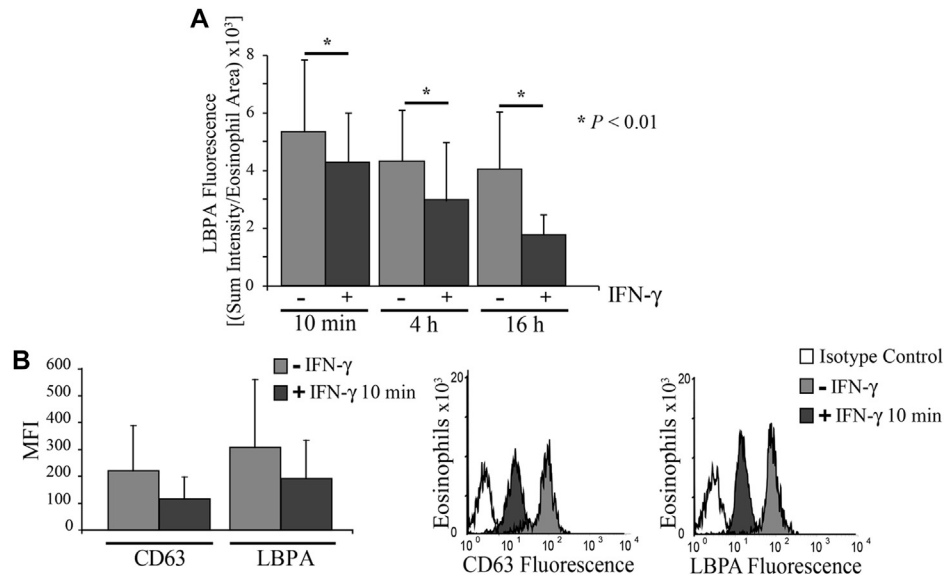 A
LBPA Fluorescence
[(Sum Intensity/Eosinophil Area) x10³]
8
6
4
2
0
*
*
*
* P < 0.01
- + - + - + IFN-γ
10 min 4 h 16 h
B
MFI
600
500
400
300
200
100
0
- IFN-γ
+ IFN-γ 10 min
CD63 LBPA
Eosinophils x10³
20
0
10⁰ 10¹ 10² 10³ 10⁴
CD63 Fluorescence
Eosinophils x10³
20
0
10⁰ 10¹ 10² 10³ 10⁴
LBPA Fluorescence
Isotype Control
- IFN-γ
+ IFN-γ 10 min